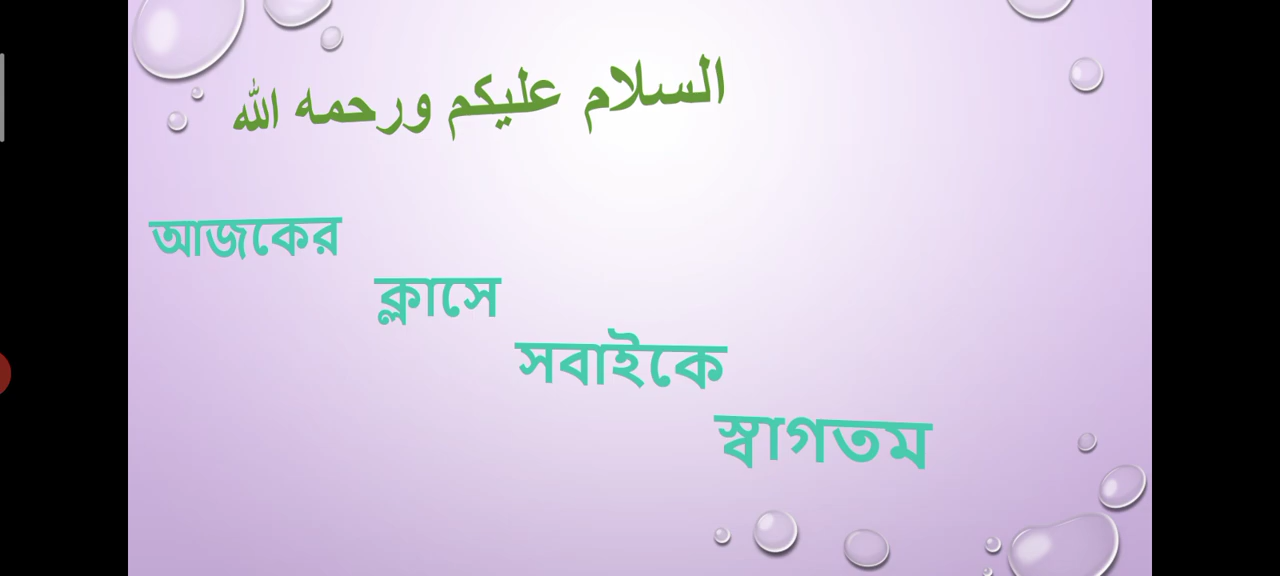 السلام عليكم ورحمه الله
আজকের
ক্লাসে
সবাইকে
স্বাগতম